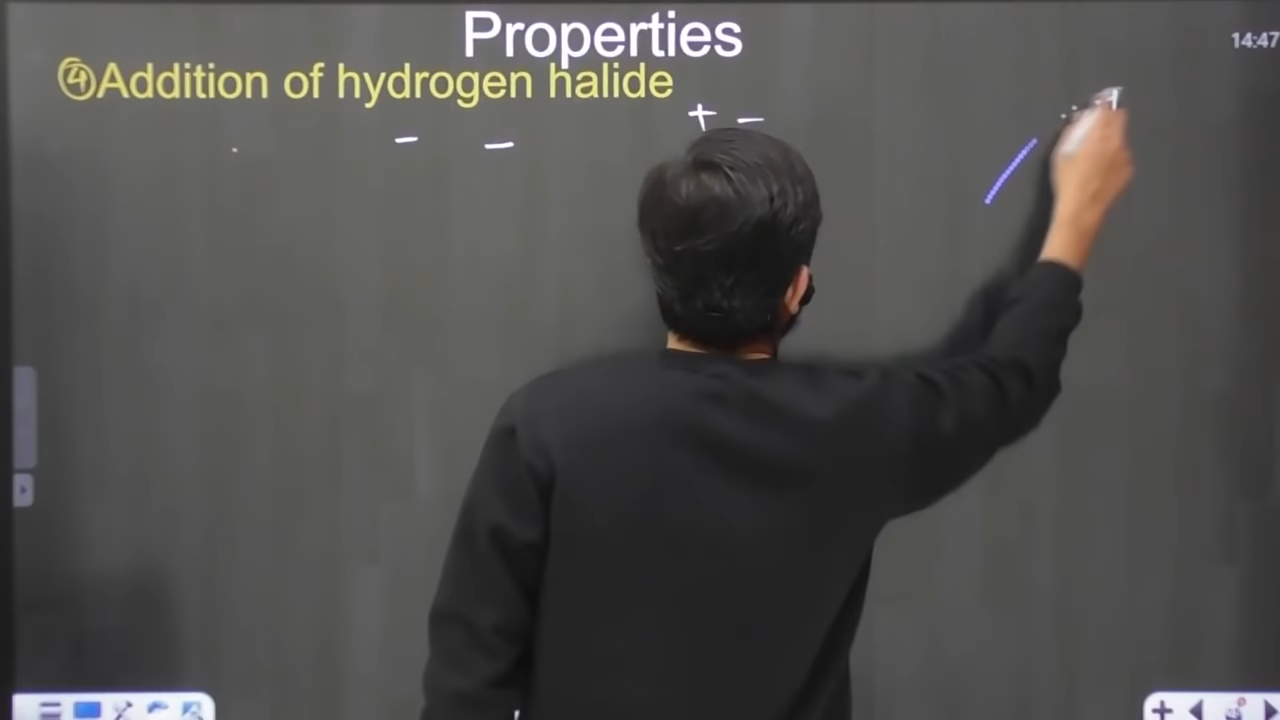 Properties
14:47
④Addition of hydrogen halide
+ -
- -